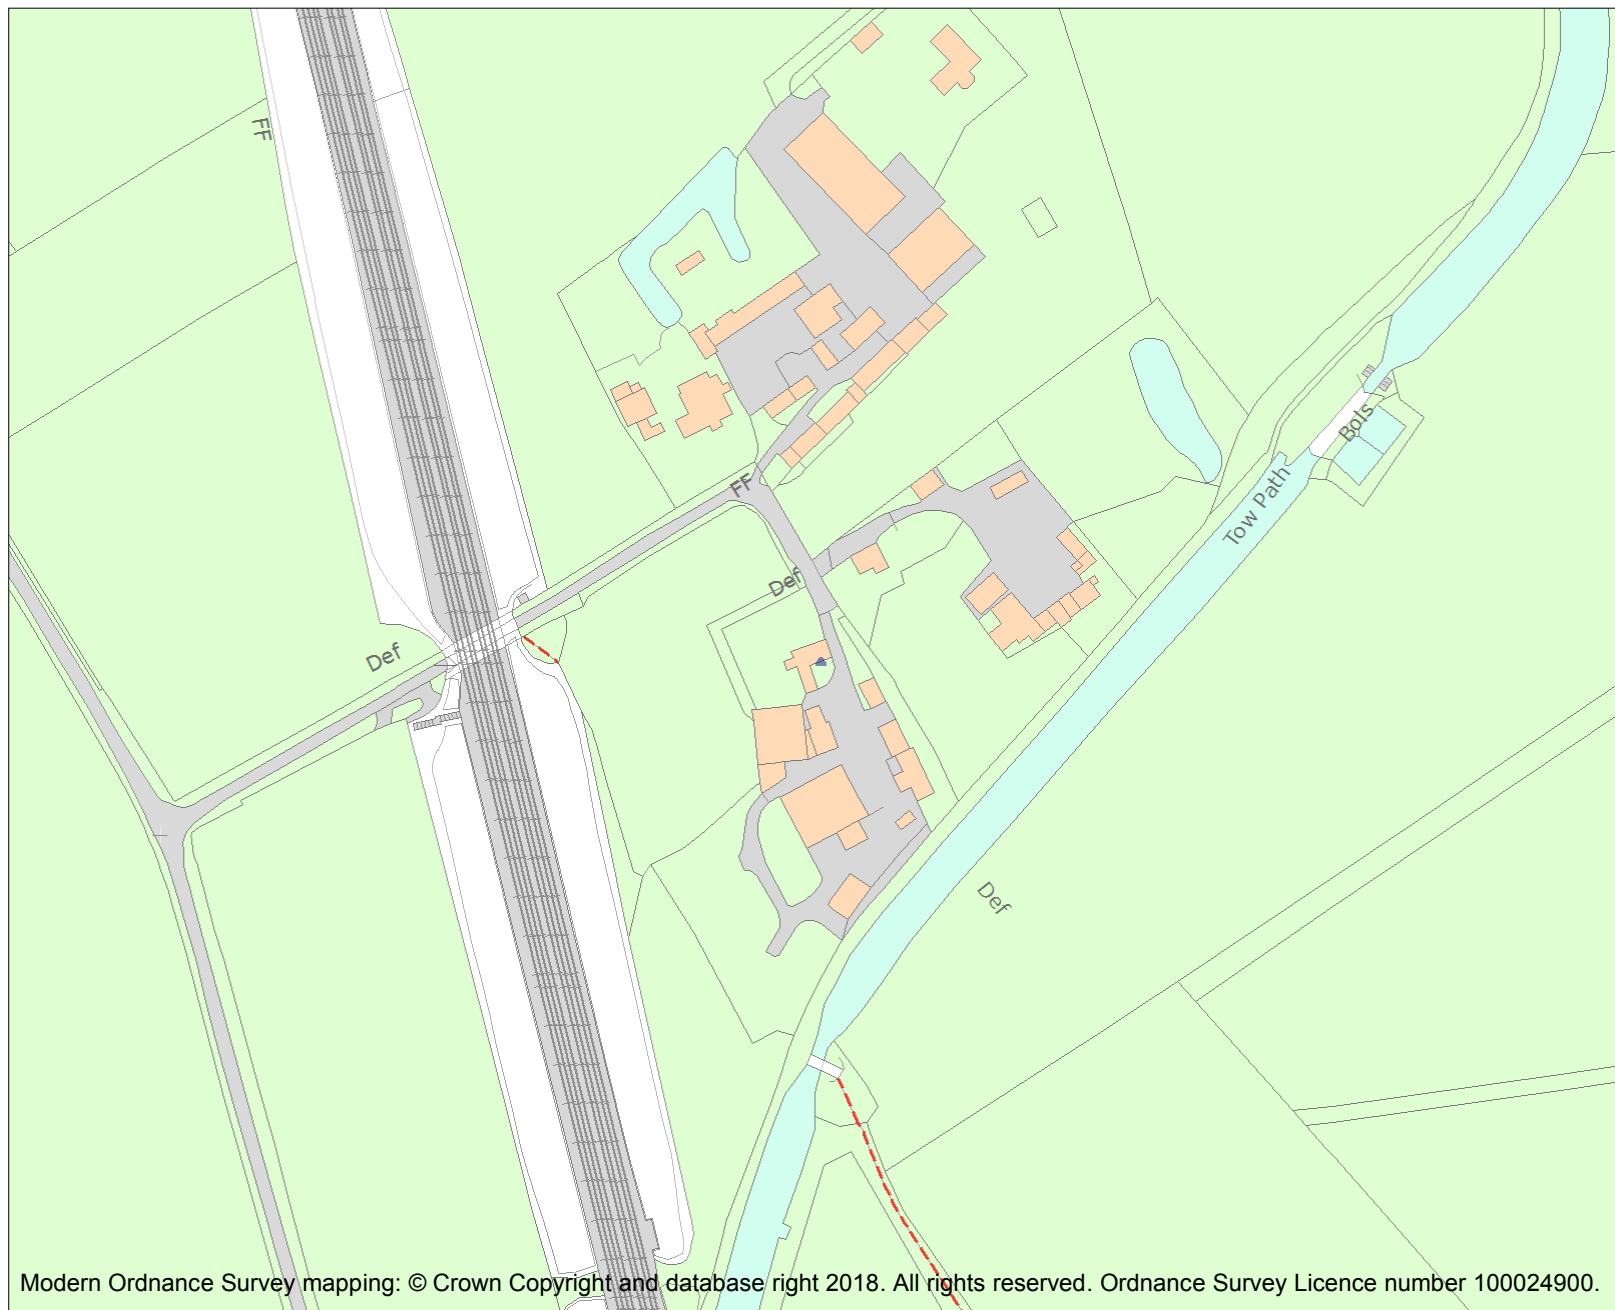 FF
Bols
FF
Tow Path
Def
Def
Def
Modern Ordnance Survey mapping: © Crown Copyright and database right 2018. All rights reserved. Ordnance Survey Licence number 100024900.